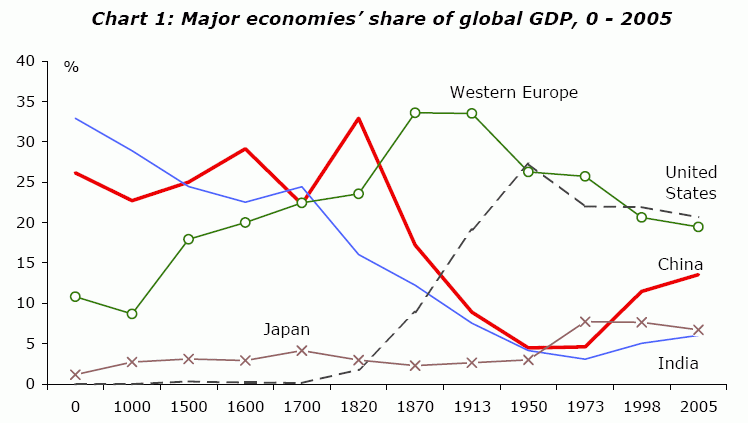 Chart 1: Major economies’ share of global GDP, 0 - 2005
40
%
35
Western Europe
30
25
United
States
20
15
China
10
Japan
5
India
0
0 1000 1500 1600 1700 1820 1870 1913 1950 1973 1998 2005